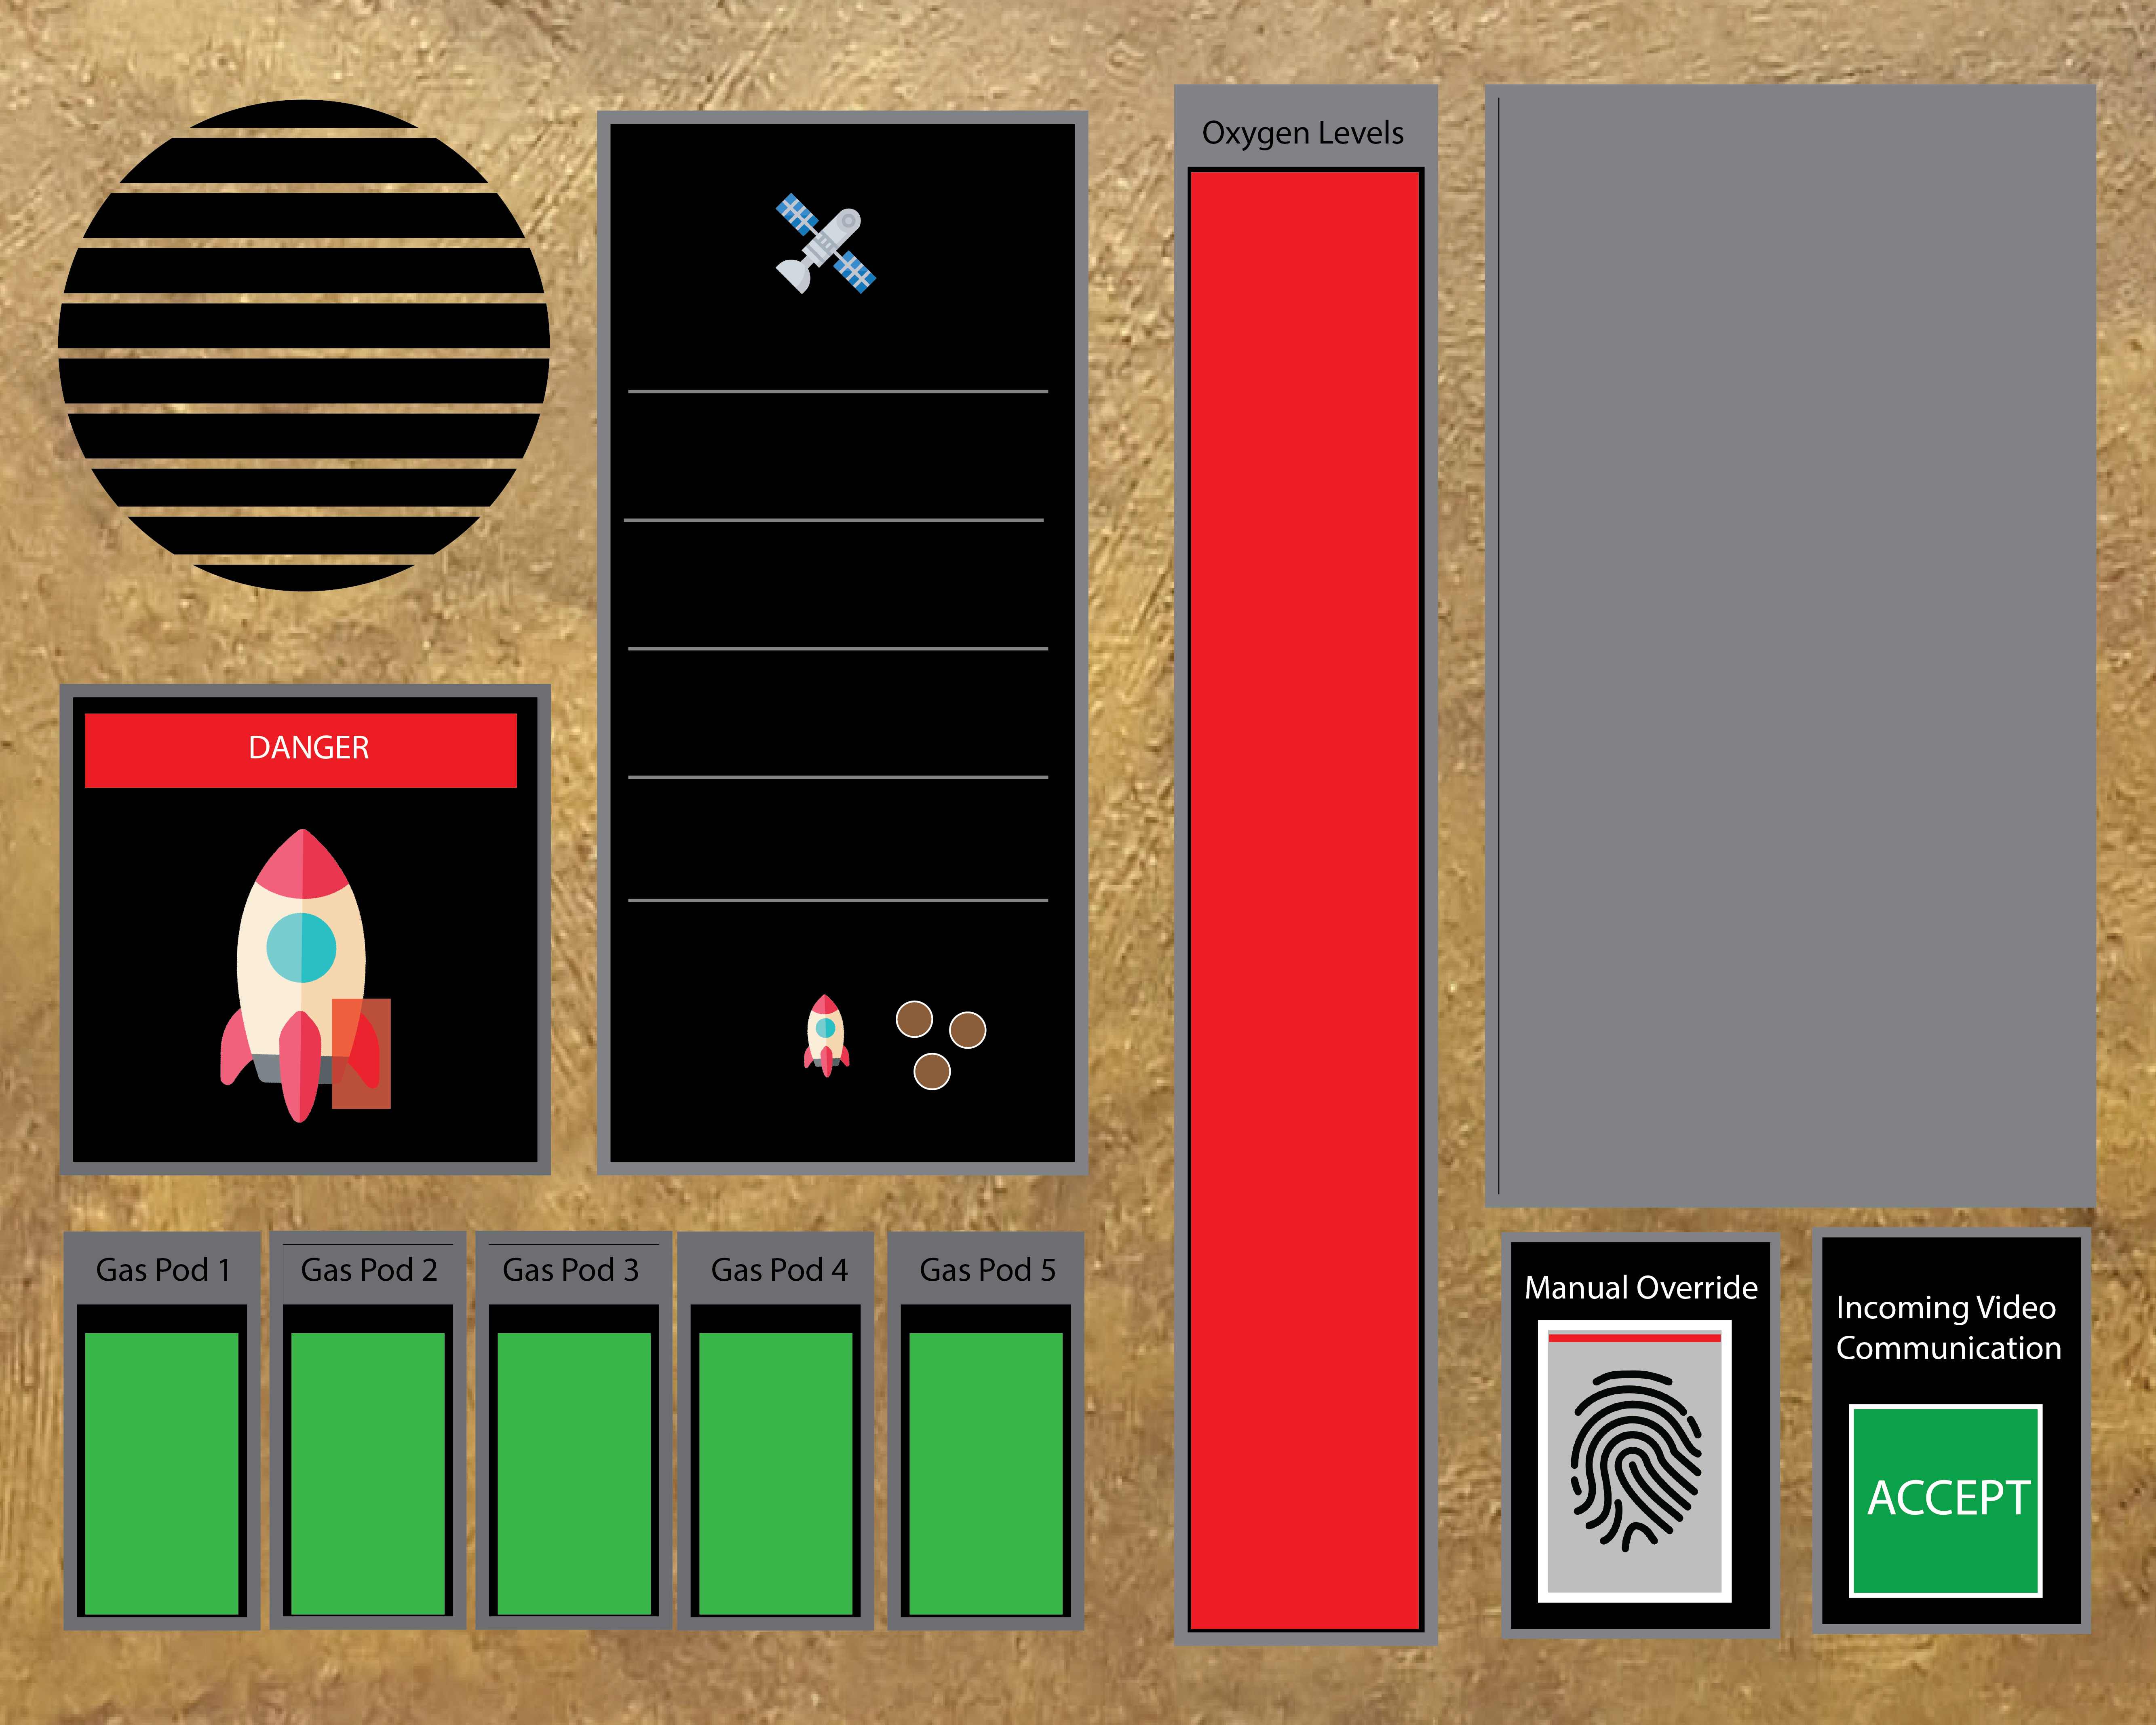 Oxygen Levels
DANGER
Gas Pod 1
Gas Pod 2
Gas Pod 3
Gas Pod 4
Gas Pod 5
Manual Override
Incoming Video
Communication
ACCEPT